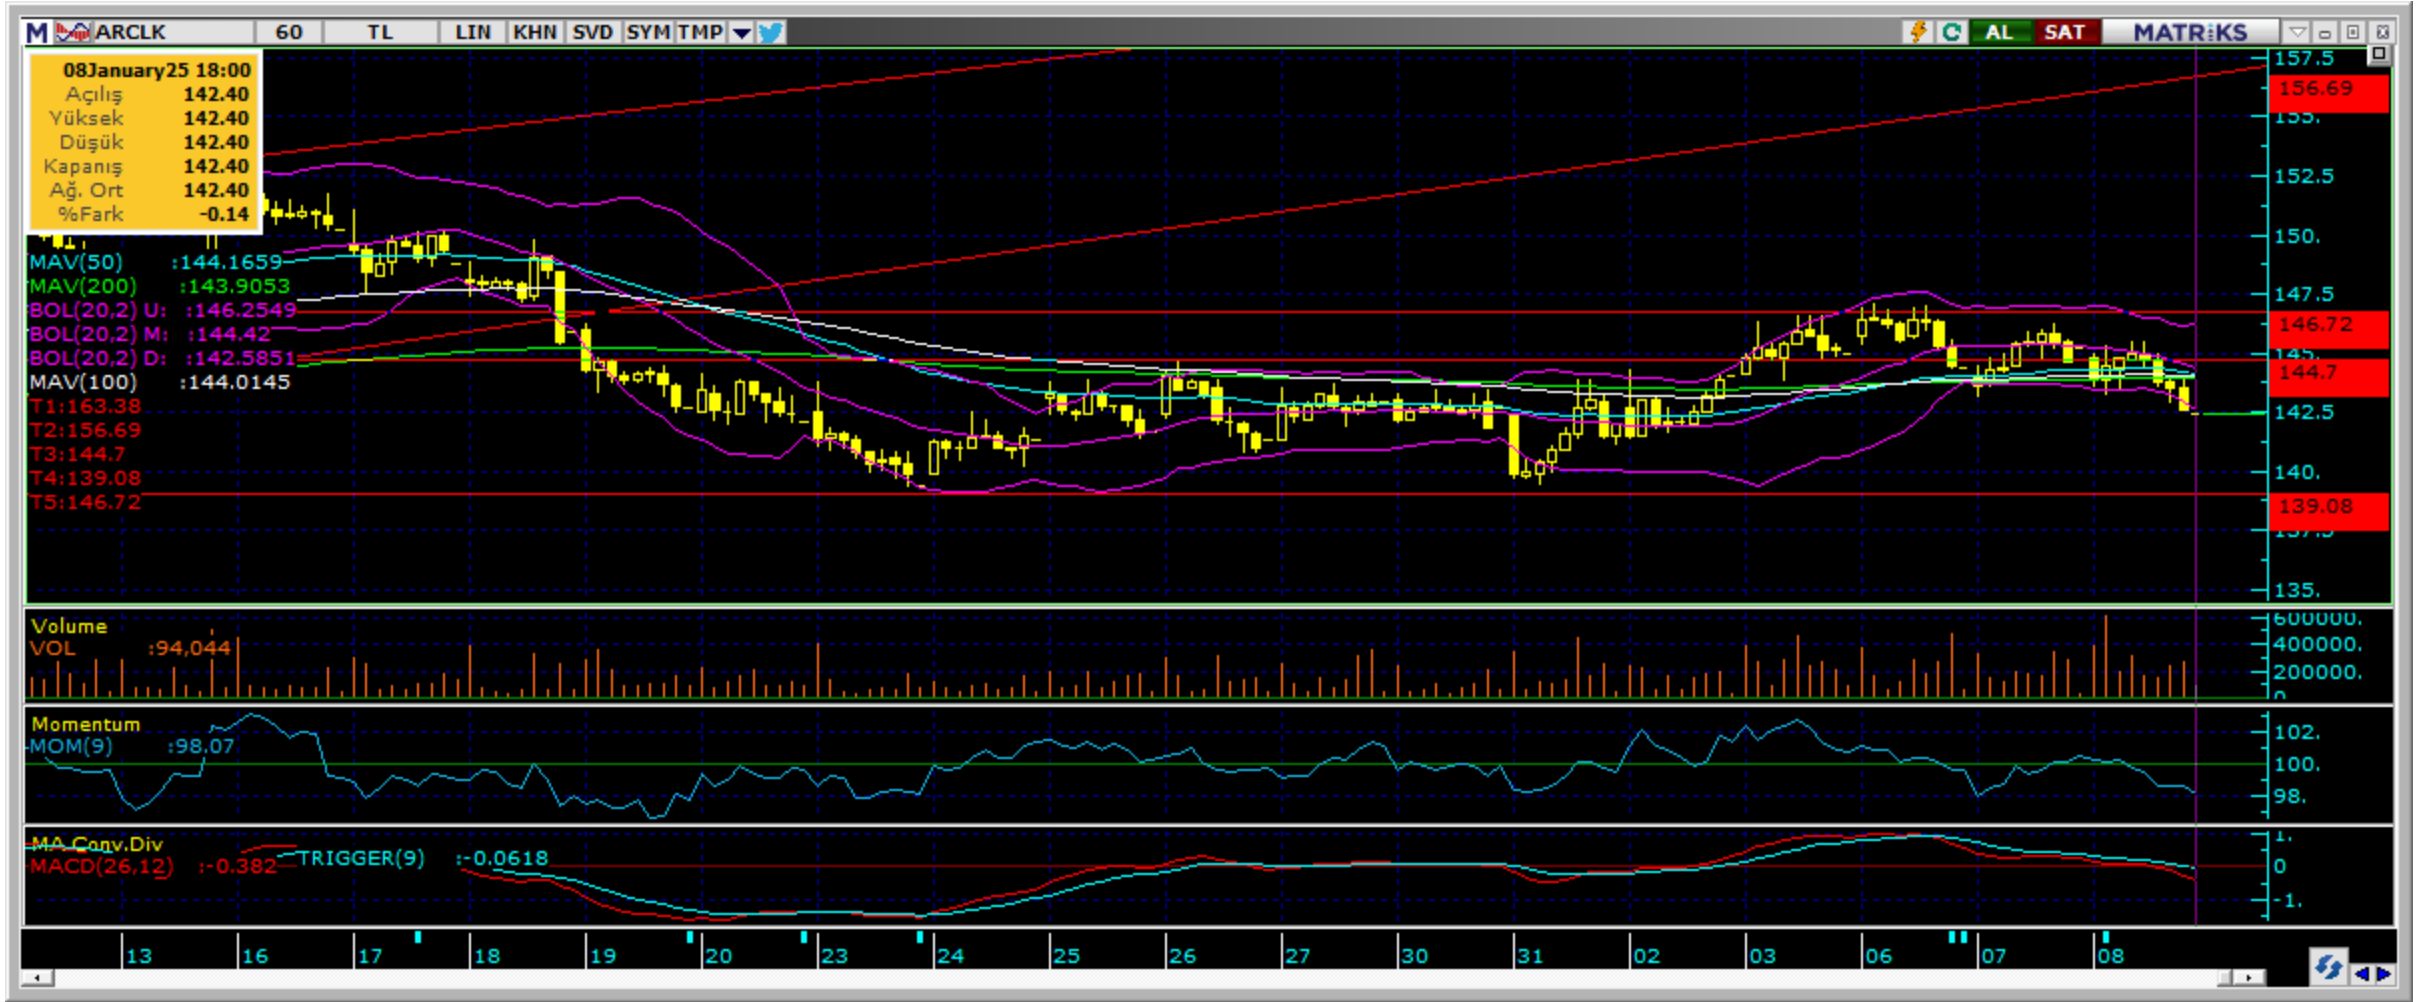 M ARCLK 60 TL LIN KHN SVD SYM TMP AL SAT MATRİKS
08January25 18:00
Açılış 142.40
Yüksek 142.40
Düşük 142.40
Kapanış 142.40
Ağ. Ort 142.40
%Fark -0.14
MAV(50) :144.1659
MAV(200) :143.9053
BOL(20,2) U: :146.2549
BOL(20,2) M: :144.42
BOL(20,2) D: :142.5851
MAV(100) :144.0145
T1:163.38
T2:156.69
T3:144.7
T4:139.08
T5:146.72
157.5
156.69
155.
152.5
150.
147.5
146.72
145.
144.7
142.5
140.
139.08
137.5
135.
Volume
VOL :94,044
600000.
400000.
200000.
0
Momentum
MOM(9) :98.07
102.
100.
98.
MA.Conv.Div
MACD(26,12) :-0.382 TRIGGER(9) :-0.0618
1.
0
-1.
13 16 17 18 19 20 23 24 25 26 27 30 31 02 03 06 07 08